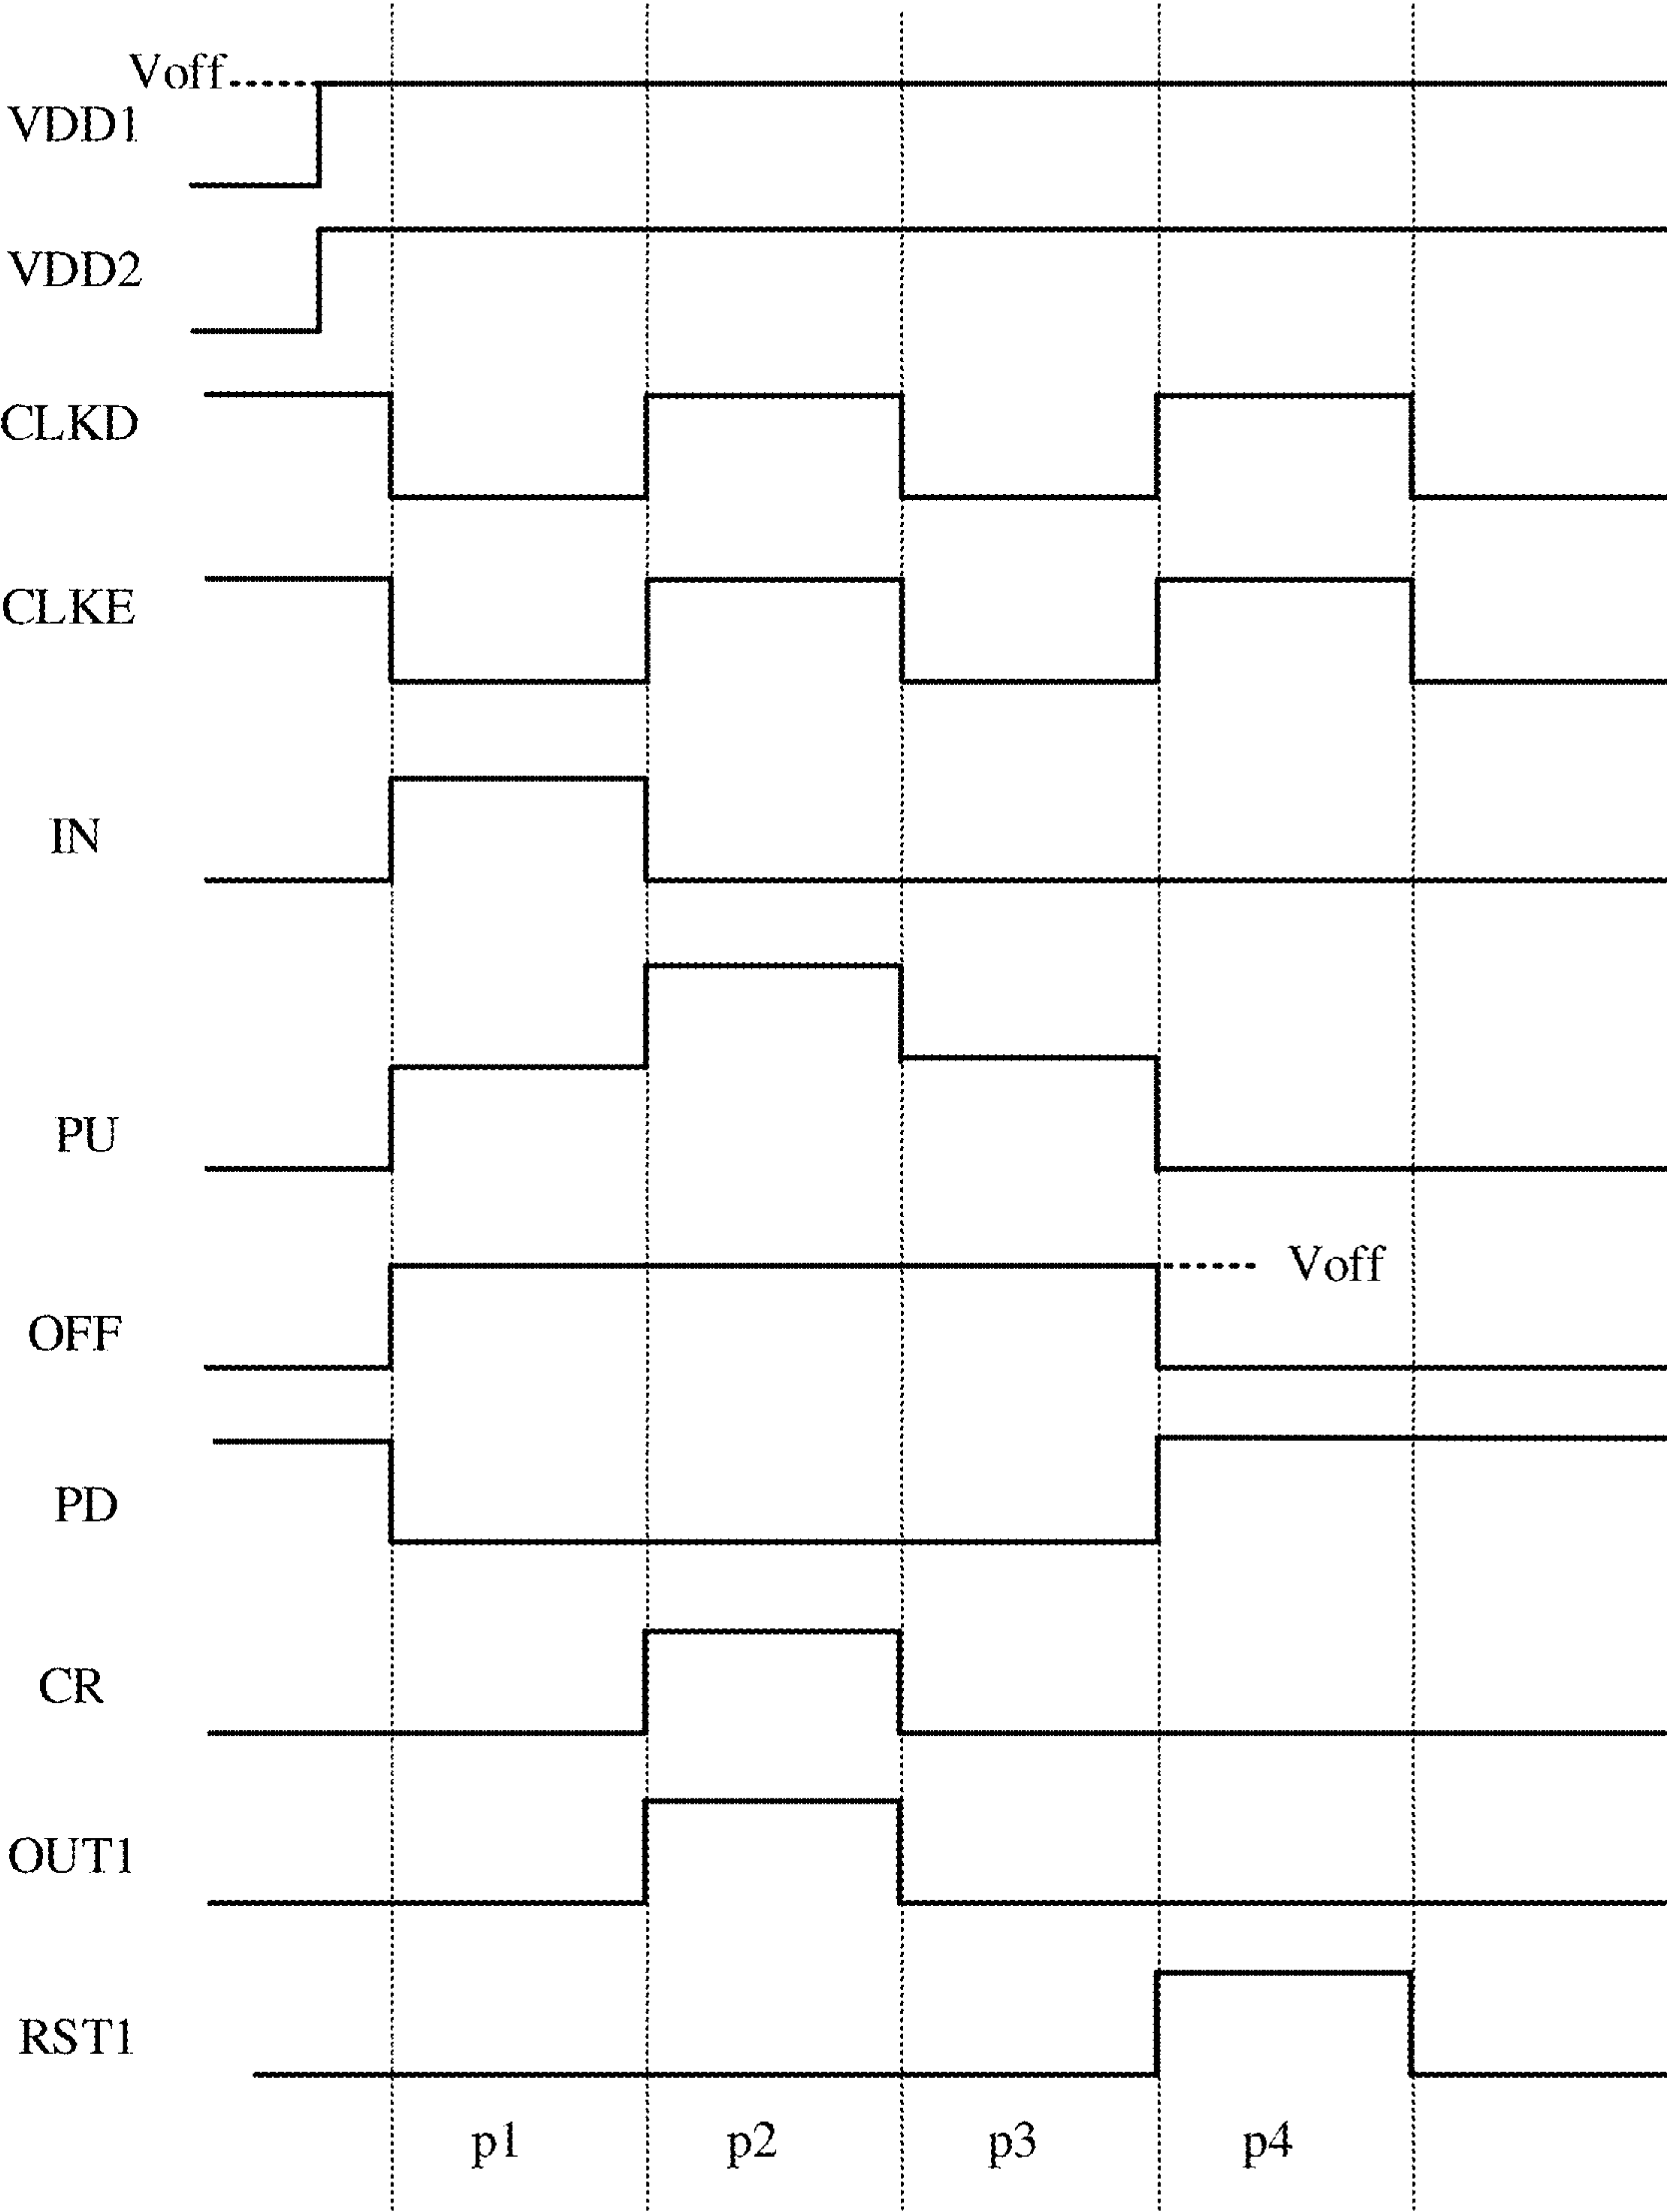 Voff
VDD1
VDD2
CLKD
CLKE
IN
PU
Voff
OFF
PD
CR
OUT1
RST1
p1 p2 p3 p4